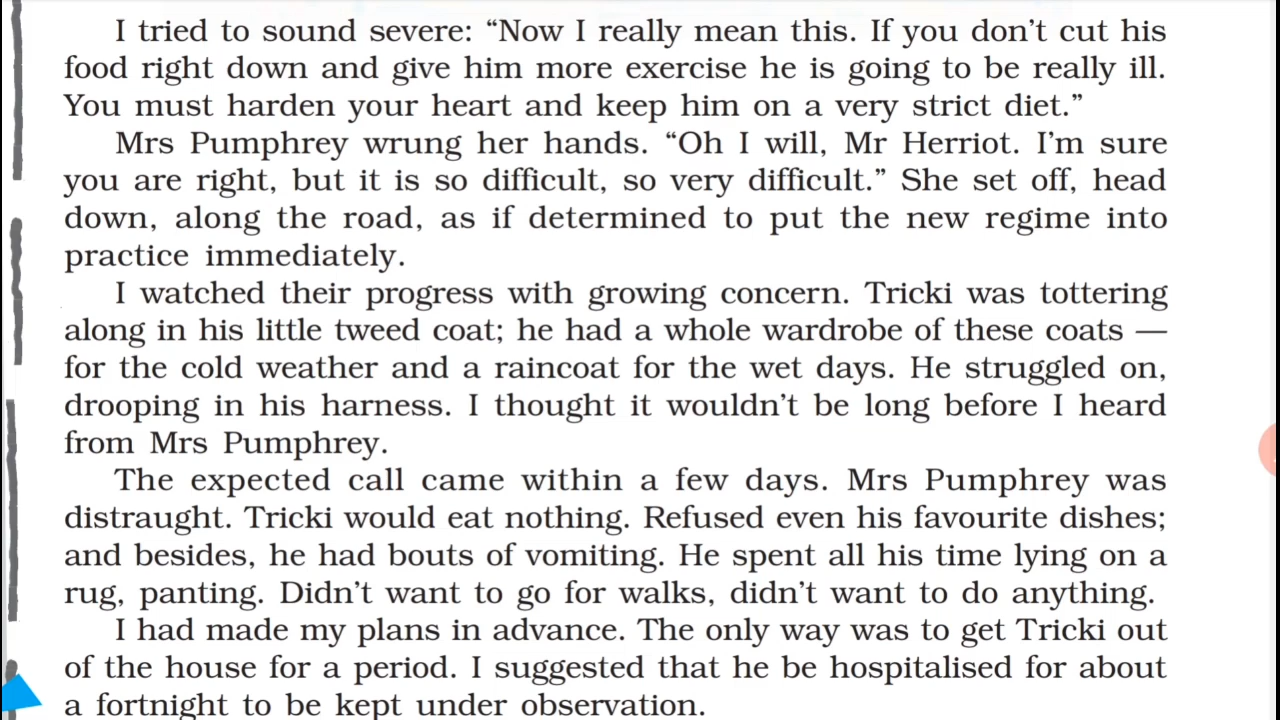 I tried to sound severe: “Now I really mean this. If you don’t cut his
food right down and give him more exercise he is going to be really ill.
You must harden your heart and keep him on a very strict diet.”
Mrs Pumphrey wrung her hands. “Oh I will, Mr Herriot. I’m sure
you are right, but it is so difficult, so very difficult.” She set off, head
down, along the road, as if determined to put the new regime into
practice immediately.
I watched their progress with growing concern. Tricki was tottering
along in his little tweed coat; he had a whole wardrobe of these coats —
for the cold weather and a raincoat for the wet days. He struggled on,
drooping in his harness. I thought it wouldn’t be long before I heard
from Mrs Pumphrey.
The expected call came within a few days. Mrs Pumphrey was
distraught. Tricki would eat nothing. Refused even his favourite dishes;
and besides, he had bouts of vomiting. He spent all his time lying on a
rug, panting. Didn’t want to go for walks, didn’t want to do anything.
I had made my plans in advance. The only way was to get Tricki out
of the house for a period. I suggested that he be hospitalised for about
a fortnight to be kept under observation.